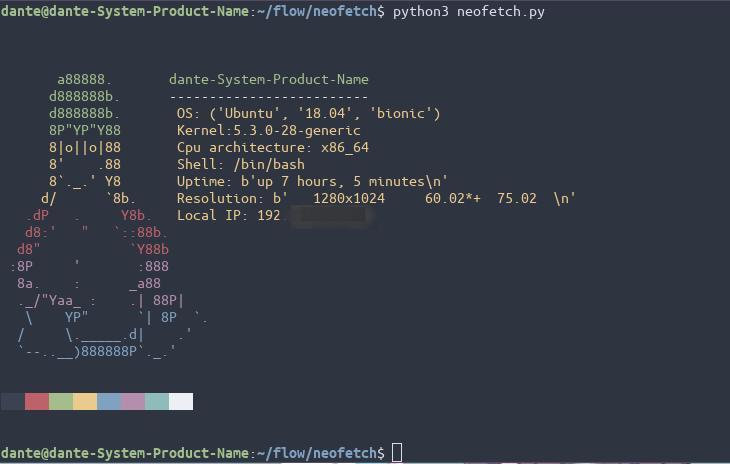 dante@dante-System-Product-Name:~/flow/neofetch$ python3 neofetch.py
a88888.       dante-System-Product-Name
d888888b.      ------------------------
d888888b.       OS: ('Ubuntu', '18.04', 'bionic')
8P"YP"Y88       Kernel:5.3.0-28-generic
8|o||o|88       Cpu architecture: x86_64
8'    .88       Shell: /bin/bash
8`._.' Y8       Uptime: b'up 7 hours, 5 minutes\n'
d/      `8b.     Resolution: b'   1280x1024     60.02*+  75.02  \n'
.dP   .     Y8b.   Local IP: 192
d8:'   "   `::88b.
d8"           `Y88b
:8P     '       :888
8a.    :      _a88
._/"Yaa_ :    .| 88P|
\    YP"      `| 8P  `.
/     \._____.d|    .'
`--..__)888888P`._.'
dante@dante-System-Product-Name:~/flow/neofetch$